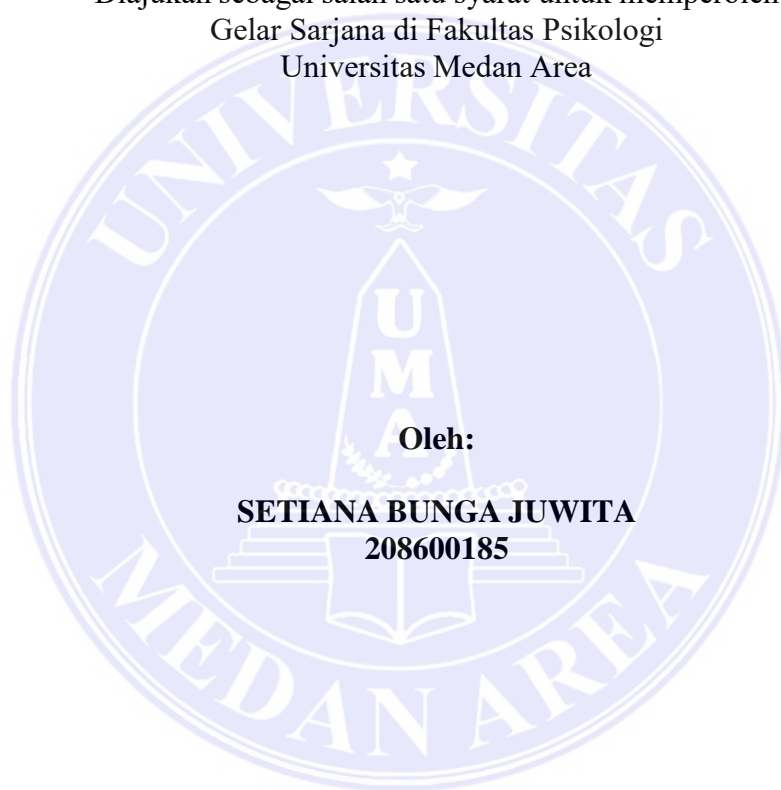 Diajukan sebagai salah satu syarat untuk memperoleh
Gelar Sarjana di Fakultas Psikologi
Universitas Medan Area
UNIVERSITAS
UMA
Oleh:
SETIANA BUNGA JUWITA
208600185
MEDAN AREA